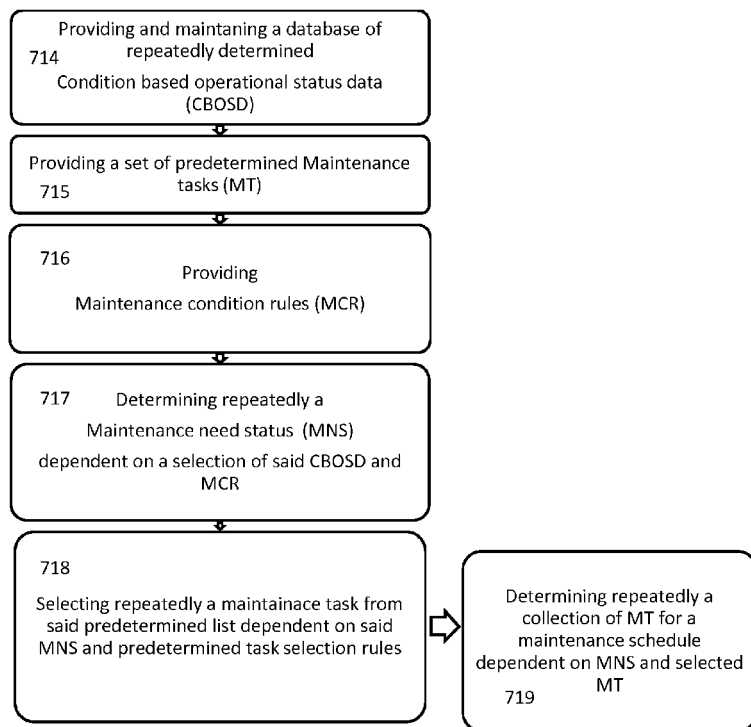 Providing and maintaning a database of
714
repeatedly determined
Condition based operational status data
(CBOSD)
Providing a set of predetermined Maintenance
715
tasks (MT)
716
Providing
Maintenance condition rules (MCR)
717
Determining repeatedly a
Maintenance need status (MNS)
dependent on a selection of said CBOSD and
MCR
718
Selecting repeatedly a maintainace task from
said predetermined list dependent on said
MNS and predetermined task selection rules
Determining repeatedly a
collection of MT for a
maintenance schedule
dependent on MNS and selected
MT
719